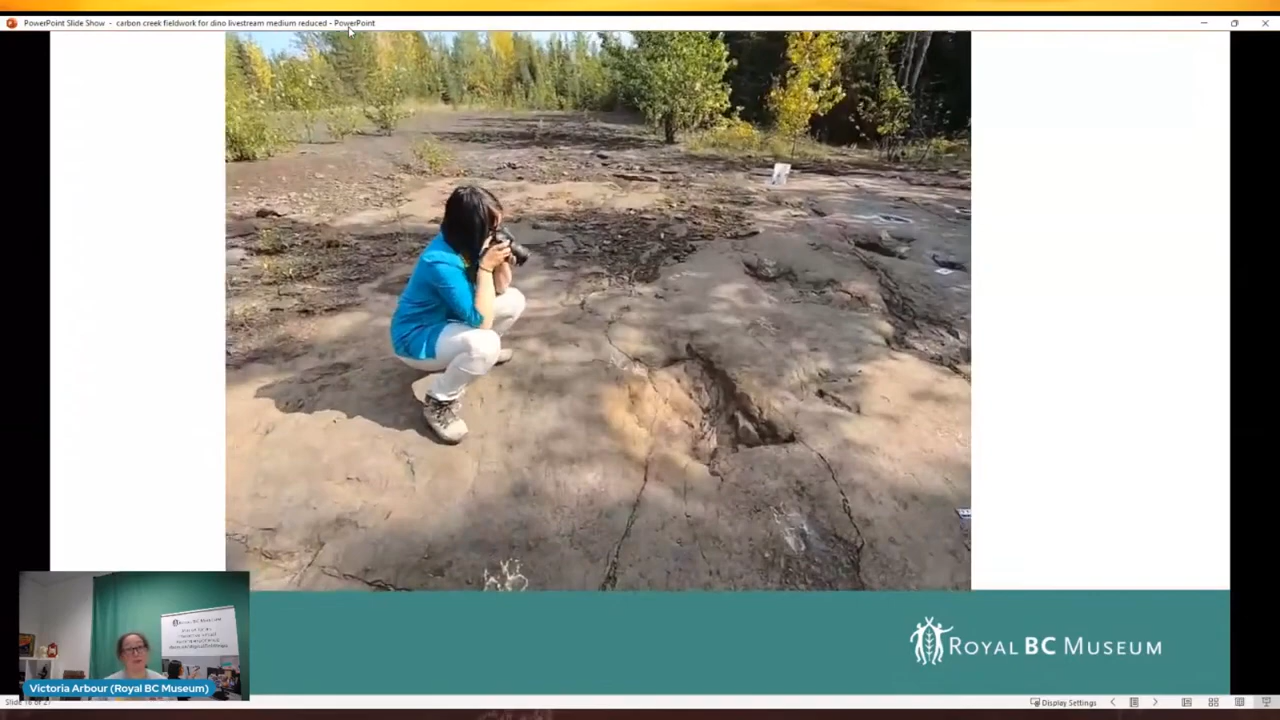 PowerPoint Slide Show - carbon creek fieldwork for dino livestream medium reduced - PowerPoint
ROYAL BC MUSEUM
Victoria Arbour (Royal BC Museum)
Display Settings